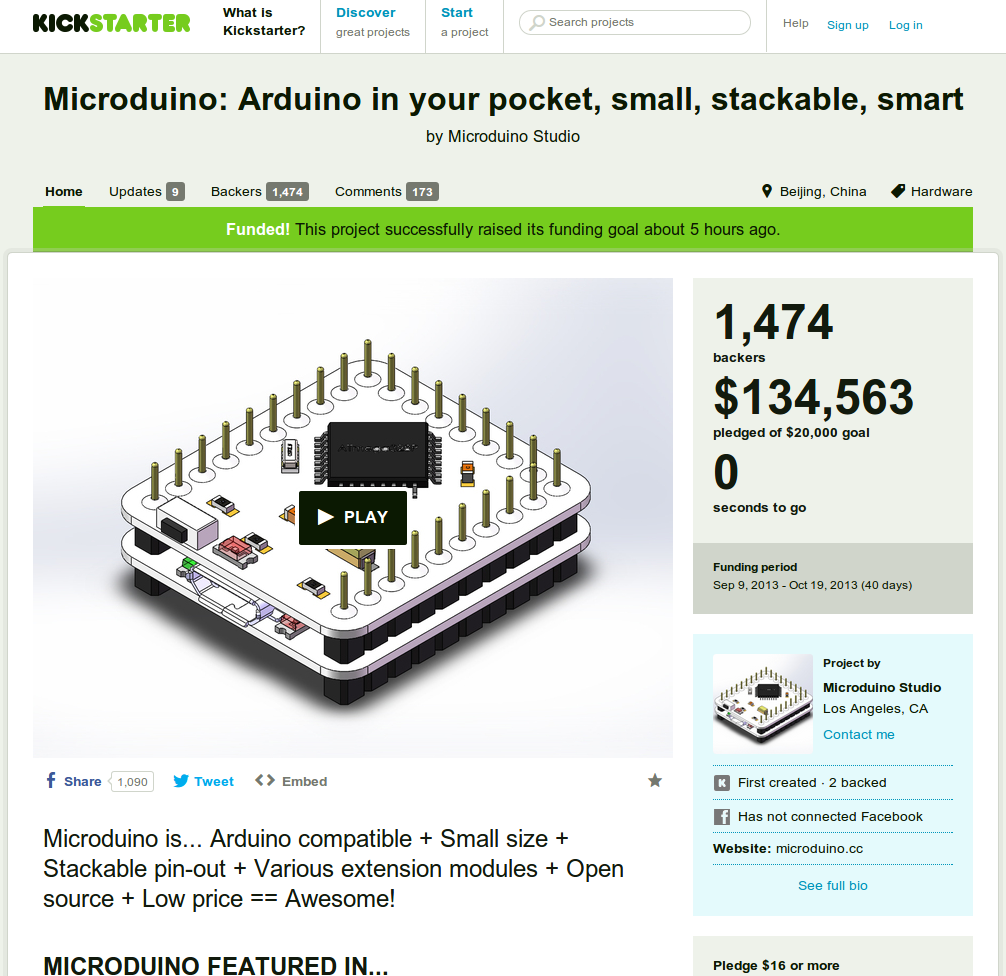 KICKSTARTER
What is
Kickstarter?
Discover
great projects
Start
a project
Search projects
Help
Sign up
Log in
Microduino: Arduino in your pocket, small, stackable, smart
by Microduino Studio
Home
Updates 9
Backers 1,474
Comments 173
Beijing, China
Hardware
Funded! This project successfully raised its funding goal about 5 hours ago.
PLAY
1,474
backers
$134,563
pledged of $20,000 goal
0
seconds to go
Funding period
Sep 9, 2013 - Oct 19, 2013 (40 days)
Project by
Microduino Studio
Los Angeles, CA
Contact me
K First created · 2 backed
f Has not connected Facebook
Website: microduino.cc
See full bio
f Share 1,090
Tweet
Embed
Microduino is... Arduino compatible + Small size +
Stackable pin-out + Various extension modules + Open
source + Low price == Awesome!
MICRODUINO FEATURED IN...
Pledge $16 or more